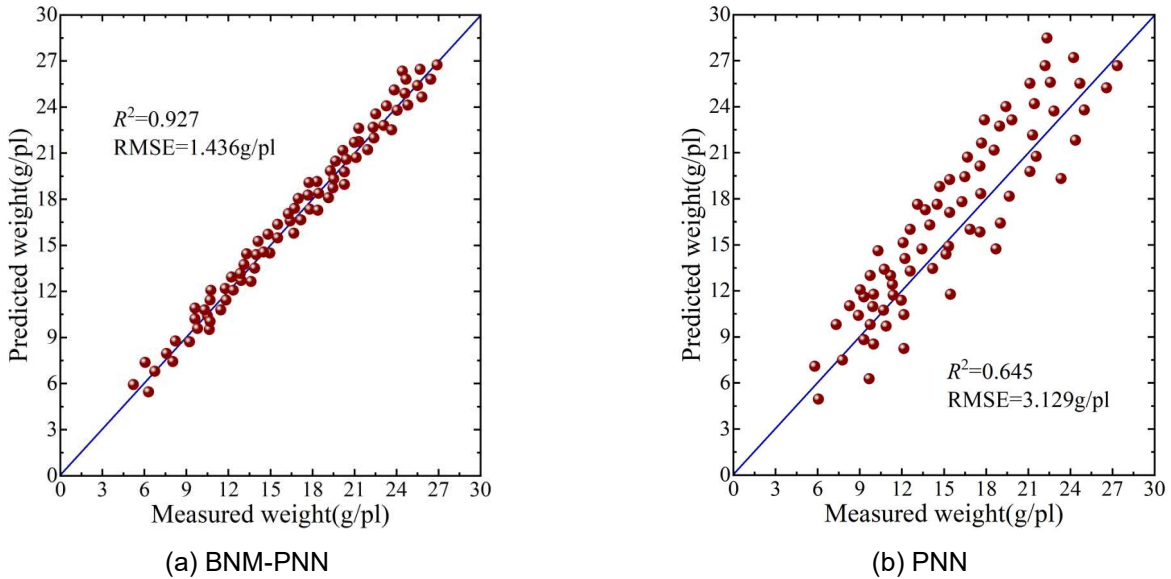 30
27
24
21
18
15
12
9
6
3
0
Predicted weight(g/pl)
R²=0.927
RMSE=1.436g/pl
0 3 6 9 12 15 18 21 24 27 30
Measured weight(g/pl)
(a) BNM-PNN
30
27
24
21
18
15
12
9
6
3
0
Predicted weight(g/pl)
R²=0.645
RMSE=3.129g/pl
0 3 6 9 12 15 18 21 24 27 30
Measured weight(g/pl)
(b) PNN